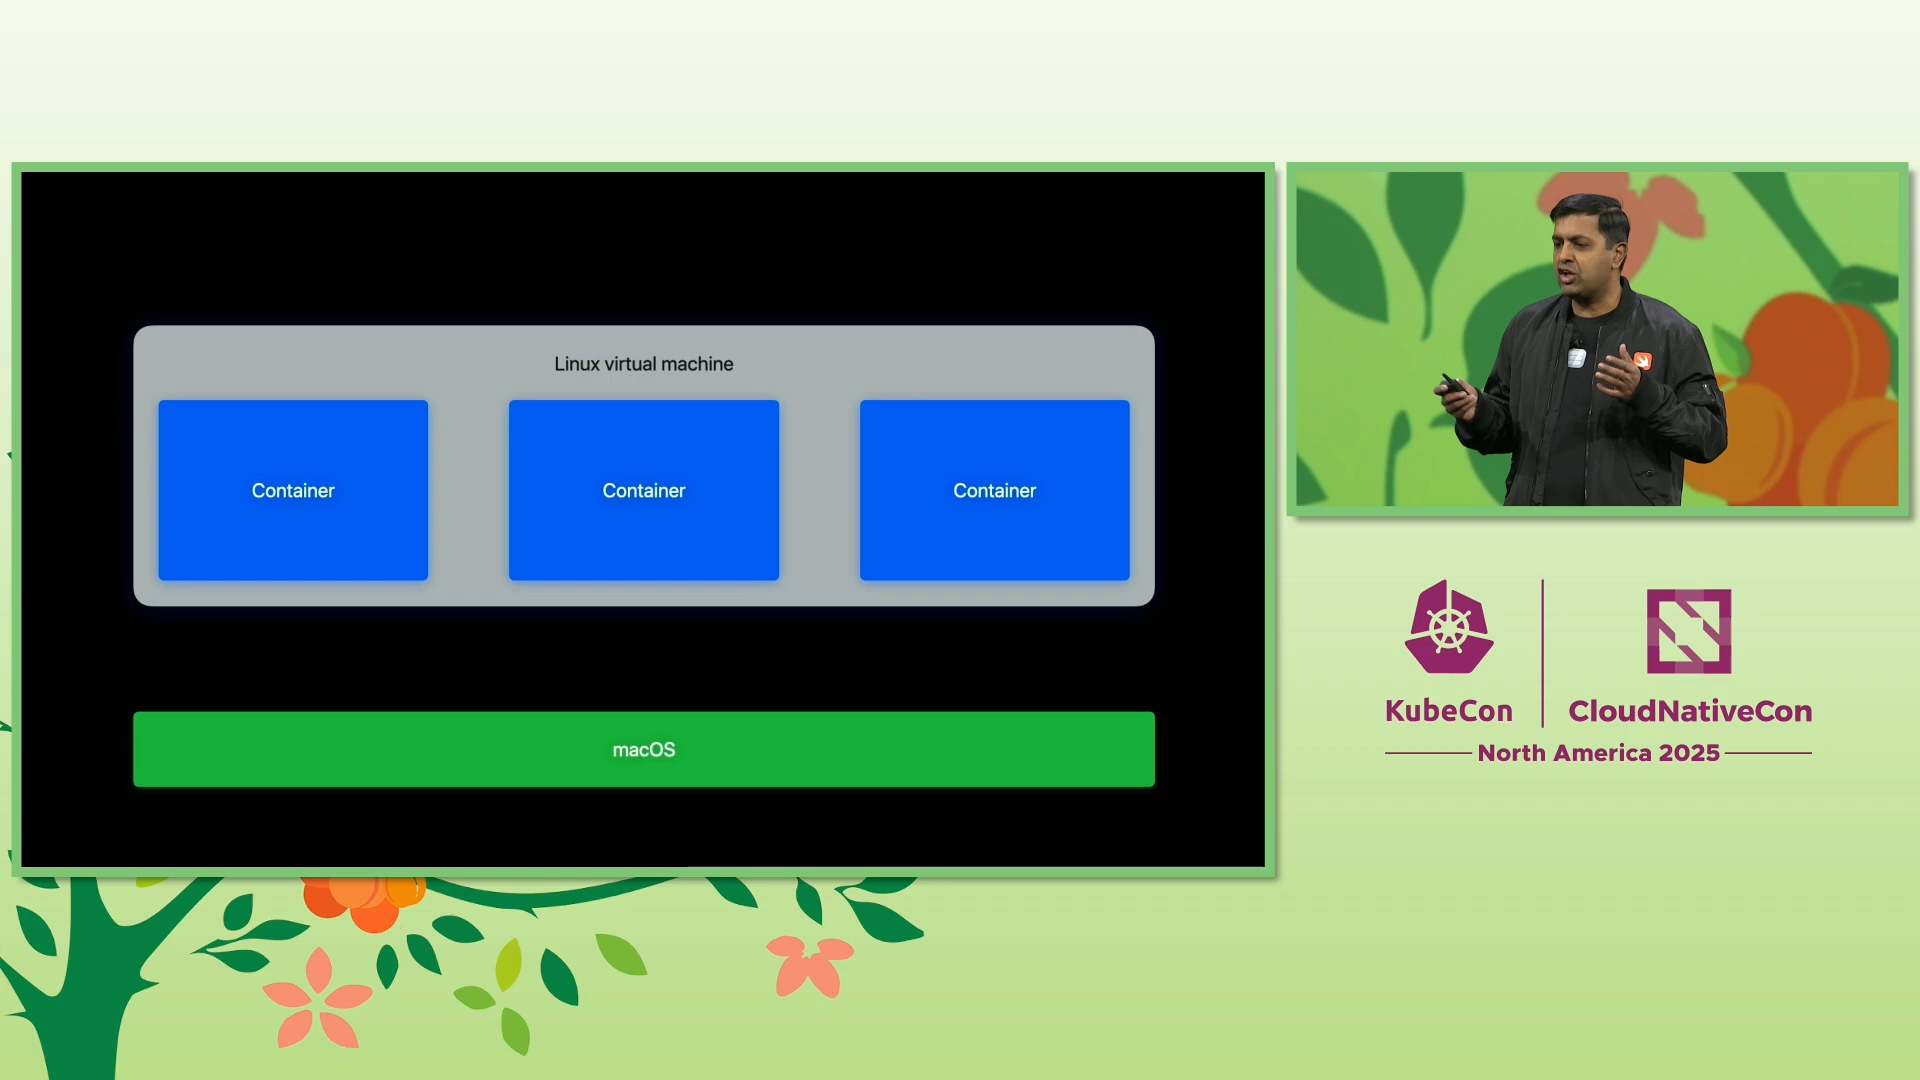 Linux virtual machine
Container
Container
Container
macOS
KubeCon
CloudNativeCon
North America 2025